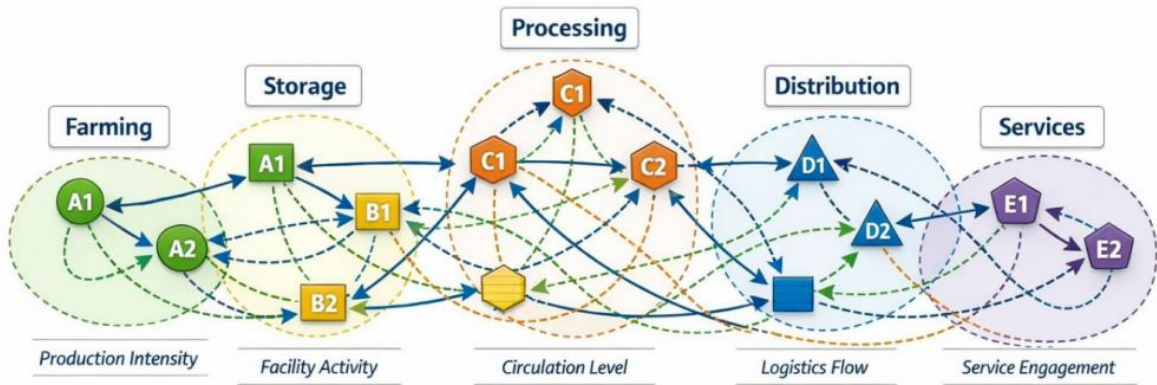 Processing
Storage
Distribution
Farming
Services
C1
A1
C1
C2
D1
A1
B1
E1
A2
D2
E2
B2
Production Intensity
Facility Activity
Circulation Level
Logistics Flow
Service Engagement